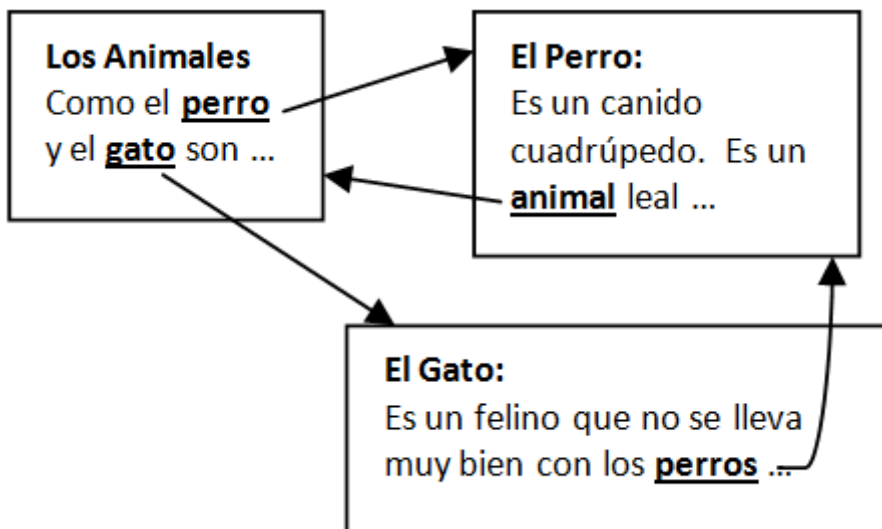 Los Animales
Como el perro
y el gato son ...
El Perro:
Es un canido
cuadrúpedo. Es un
animal leal ...
El Gato:
Es un felino que no se lleva
muy bien con los perros ...